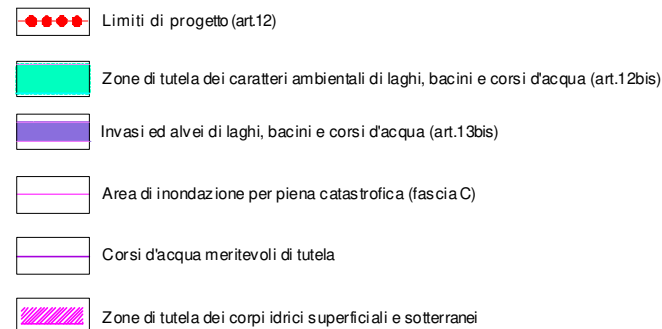 Limiti di progetto (art.12)
Zone di tutela dei caratteri ambientali di laghi, bacini e corsi d'acqua (art.12bis)
Invasi ed alvei di laghi, bacini e corsi d'acqua (art.13bis)
Area di inondazione per piena catastrofica (fascia C)
Corsi d'acqua meritevoli di tutela
Zone di tutela dei corpi idrici superficiali e sotterranei